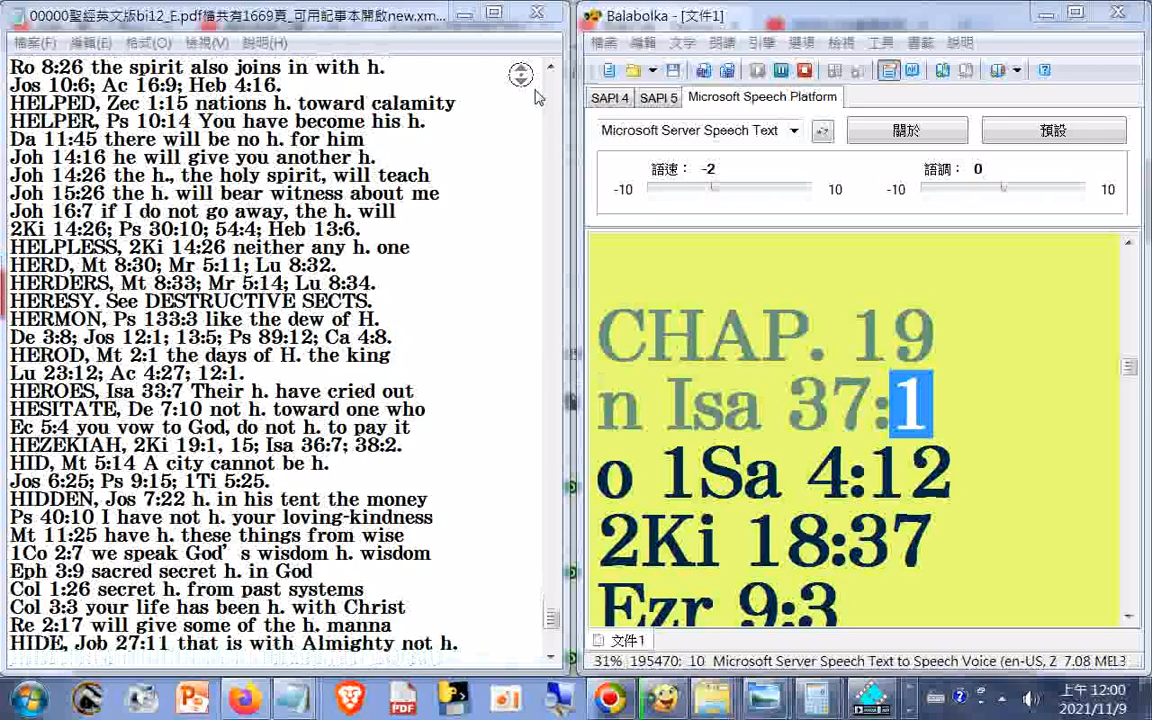 00000聖經英文版bi12_E.pdf檔共有1669頁_可用記事本開啟new.xm...
檔案(F) 編輯(E) 格式(O) 檢視(V) 說明(H)
Ro 8:26 the spirit also joins in with h.
Jos 10:6; Ac 16:9; Heb 4:16.
HELPED, Zec 1:15 nations h. toward calamity
HELPER, Ps 10:14 You have become his h.
Da 11:45 there will be no h. for him
Joh 14:16 he will give you another h.
Joh 14:26 the h., the holy spirit, will teach
Joh 15:26 the h. will bear witness about me
Joh 16:7 if I do not go away, the h. will
2Ki 14:26; Ps 30:10; 54:4; Heb 13:6.
HELPLESS, 2Ki 14:26 neither any h. one
HERD, Mt 8:30; Mr 5:11; Lu 8:32.
HERDERS, Mt 8:33; Mr 5:14; Lu 8:34.
HERESY. See DESTRUCTIVE SECTS.
HERMON, Ps 133:3 like the dew of H.
De 3:8; Jos 12:1; 13:5; Ps 89:12; Ca 4:8.
HEROD, Mt 2:1 the days of H. the king
Lu 23:12; Ac 4:27; 12:1.
HEROES, Isa 33:7 Their h. have cried out
HESITATE, De 7:10 not h. toward one who
Ec 5:4 you vow to God, do not h. to pay it
HEZEKIAH, 2Ki 19:1, 15; Isa 36:7; 38:2.
HID, Mt 5:14 A city cannot be h.
Jos 6:25; Ps 9:15; 1Ti 5:25.
HIDDEN, Jos 7:22 h. in his tent the money
Ps 40:10 I have not h. your loving-kindness
Mt 11:25 have h. these things from wise
1Co 2:7 we speak God’s wisdom h. wisdom
Eph 3:9 sacred secret h. in God
Col 1:26 secret h. from past systems
Col 3:3 your life has been h. with Christ
Re 2:17 will give some of the h. manna
HIDE, Job 27:11 that is with Almighty not h.
Balabolka - [文件1]
檔案 編輯 文字 朗讀 引擎 選項 檢視 工具 書籤 說明
SAPI 4 SAPI 5 Microsoft Speech Platform
Microsoft Server Speech Text 關於 預設
語速： -2 語調： 0
-10 10 -10 10
CHAP. 19
n Isa 37:1
o 1Sa 4:12
2Ki 18:37
Ezr 9:3
文件1
31% 195470: 10 Microsoft Server Speech Text to Speech Voice (en-US, Z 7.08 МЕL3
PDF
上午 12:00
2021/11/9